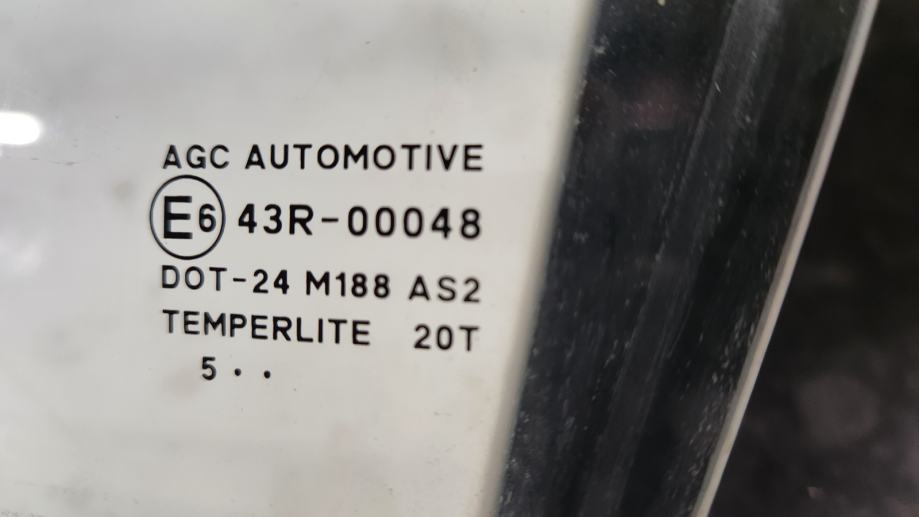 AGC AUTOMOTIVE
E6 43R-00048
DOT-24 M188 AS2
TEMPERLITE 20T
5 · ·